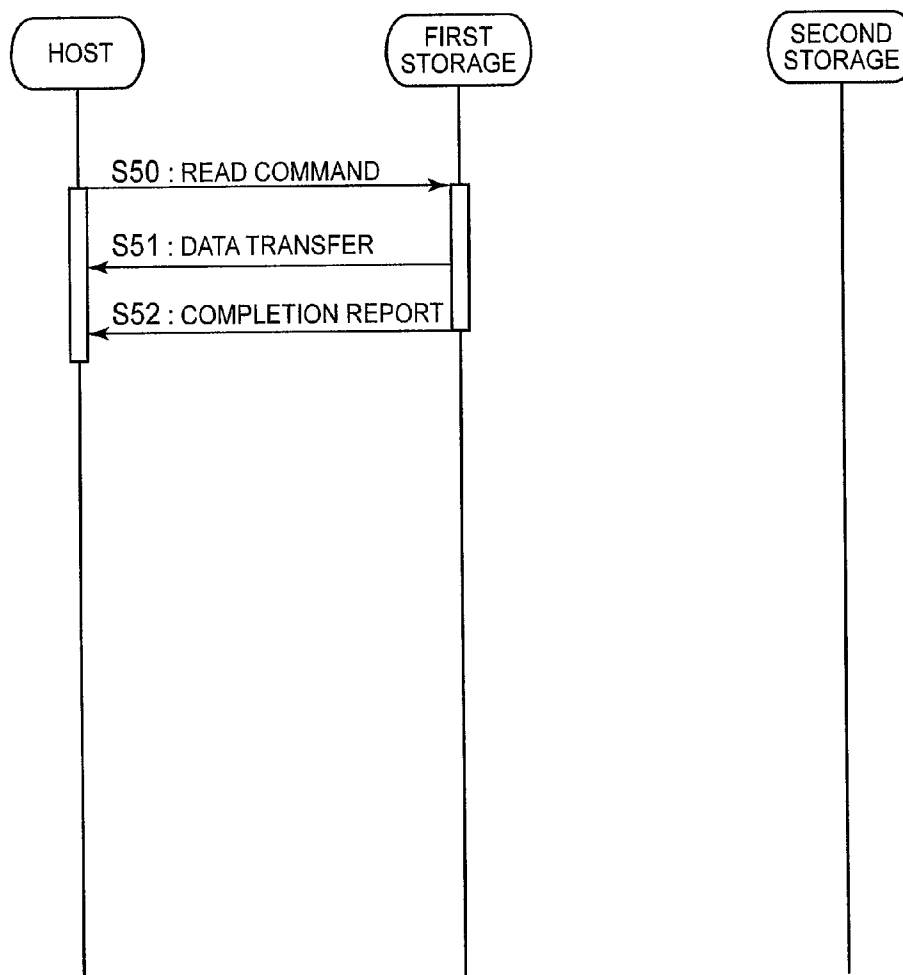 HOST
FIRST
STORAGE
SECOND
STORAGE
S50 : READ COMMAND
S51 : DATA TRANSFER
S52 : COMPLETION REPORT